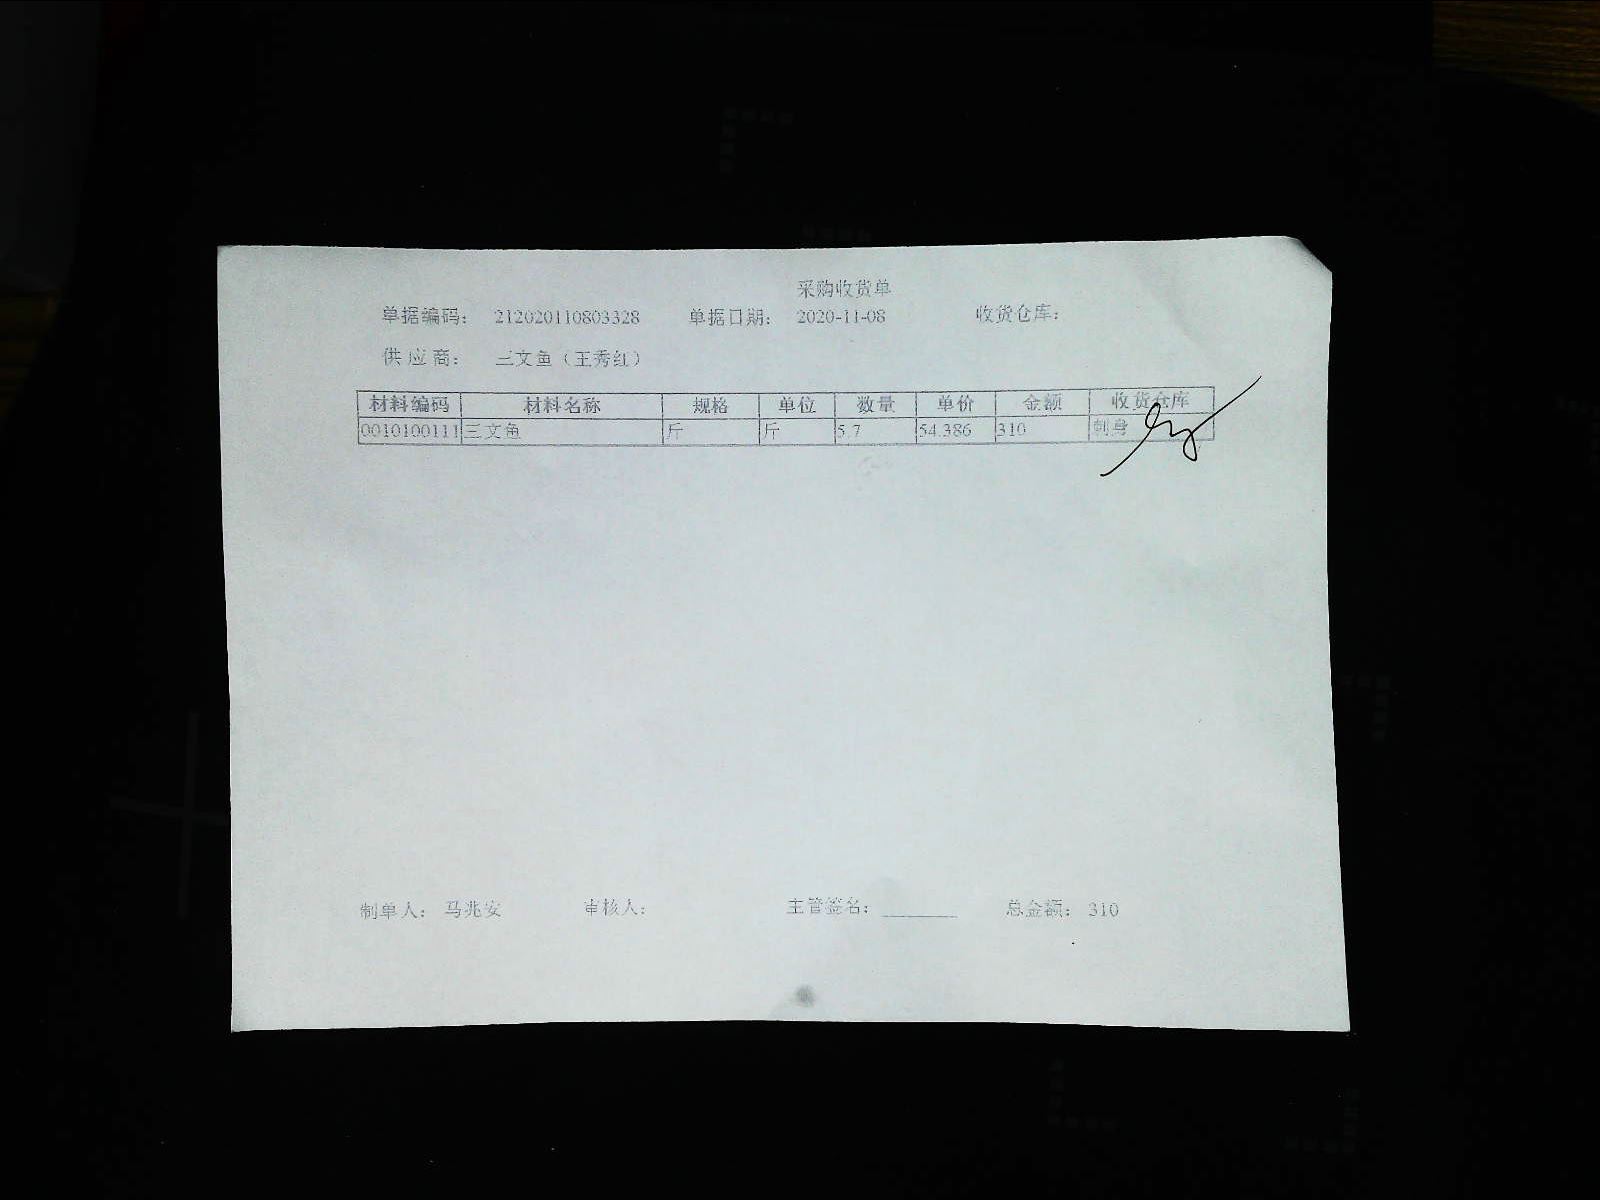 采购收货单
单据编码： 212020110803328 单据日期： 2020-11-08 收货仓库：
供应商： 三文鱼（王秀红）
材料编码 材料名称 规格 单位 数量 单价 金额 收货仓库
0010100111 三文鱼 斤 斤 5.7 54.386 310 刺身
制单人： 马兆安 审核人： 主管签名： ________ 总金额： 310